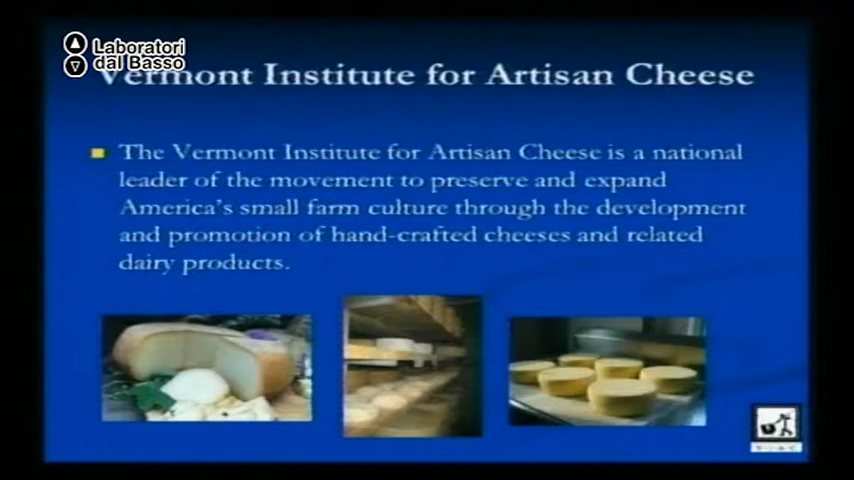 Laboratori
dal Basso
Vermont Institute for Artisan Cheese
The Vermont Institute for Artisan Cheese is a national
leader of the movement to preserve and expand
America's small farm culture through the development
and promotion of hand-crafted cheeses and related
dairy products.
V I A C